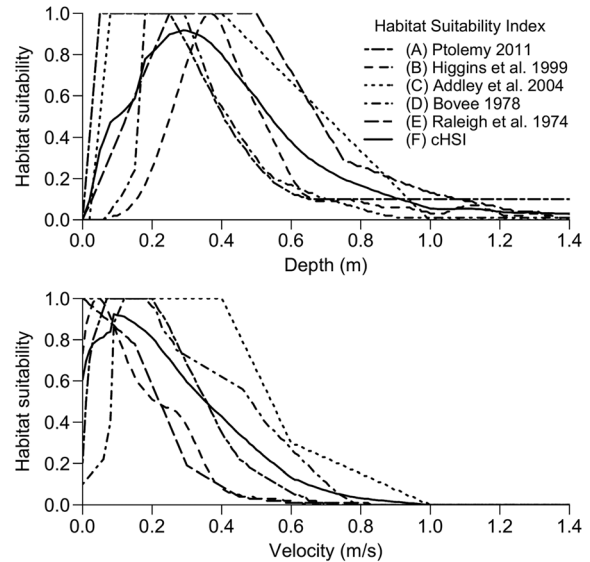 Habitat Suitability Index
(A) Ptolemy 2011
(B) Higgins et al. 1999
(C) Addley et al. 2004
(D) Bovee 1978
(E) Raleigh et al. 1974
(F) cHSI
Habitat suitability
1.0
0.8
0.6
0.4
0.2
0.0
0.0 0.2 0.4 0.6 0.8 1.0 1.2 1.4
Depth (m)
Habitat suitability
1.0
0.8
0.6
0.4
0.2
0.0
0.0 0.2 0.4 0.6 0.8 1.0 1.2 1.4
Velocity (m/s)